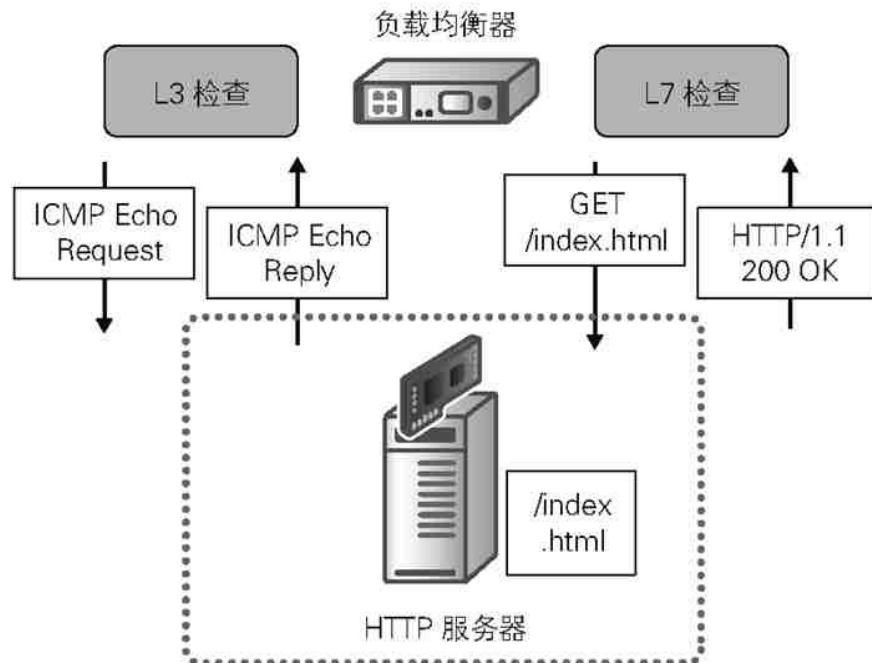 负载均衡器
L3 检查
L7 检查
ICMP Echo
Request
ICMP Echo
Reply
GET
/index.html
HTTP/1.1
200 OK
/index
.html
HTTP 服务器